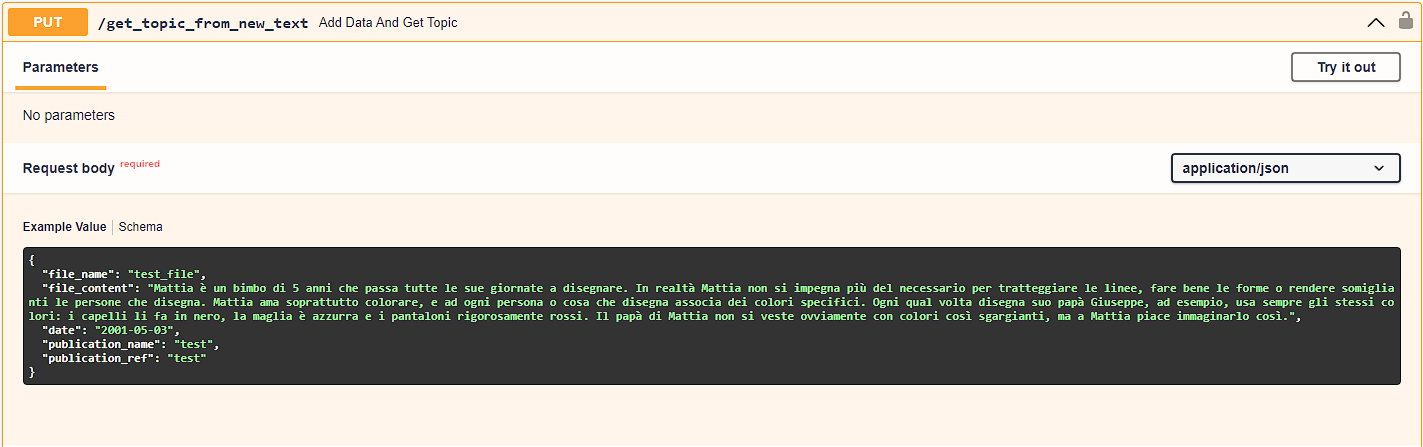 PUT /get_topic_from_new_text Add Data And Get Topic
Parameters
Try it out
No parameters
Request body required
application/json
Example Value Schema
{
"file_name": "test_file",
"file_content": "Mattia è un bimbo di 5 anni che passa tutte le sue giornate a disegnare. In realtà Mattia non si impegna più del necessario per tratteggiare le linee, fare bene le forme o rendere somiglia
nti le persone che disegna. Mattia ama soprattutto colorare, e ad ogni persona o cosa che disegna associa dei colori specifici. Ogni qual volta disegna suo papà Giuseppe, ad esempio, usa sempre gli stessi co
lori: i capelli li fa in nero, la maglia è azzurra e i pantaloni rigorosamente rossi. Il papà di Mattia non si veste ovviamente con colori così sgargianti, ma a Mattia piace immaginarlo così.",
"date": "2001-05-03",
"publication_name": "test",
"publication_ref": "test"
}